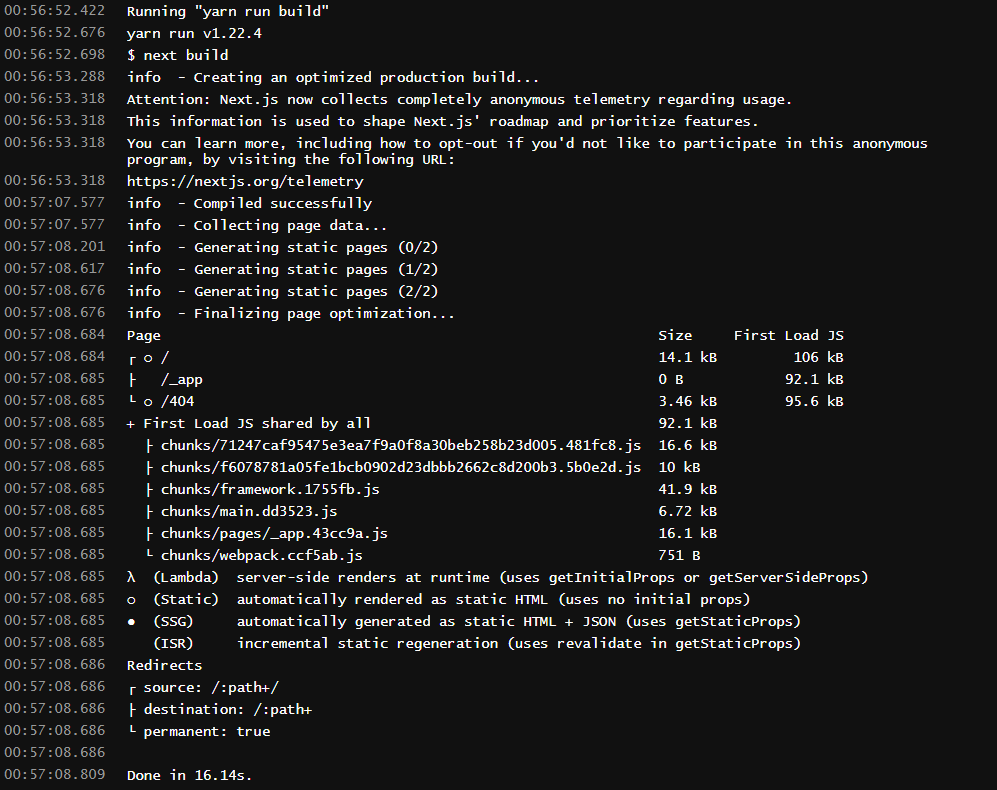 00:56:52.422 Running "yarn run build"
00:56:52.676 yarn run v1.22.4
00:56:52.698 $ next build
00:56:53.288 info  - Creating an optimized production build...
00:56:53.318 Attention: Next.js now collects completely anonymous telemetry regarding usage.
00:56:53.318 This information is used to shape Next.js' roadmap and prioritize features.
00:56:53.318 You can learn more, including how to opt-out if you'd not like to participate in this anonymous
program, by visiting the following URL:
00:56:53.318 https://nextjs.org/telemetry
00:57:07.577 info  - Compiled successfully
00:57:07.577 info  - Collecting page data...
00:57:08.201 info  - Generating static pages (0/2)
00:57:08.617 info  - Generating static pages (1/2)
00:57:08.676 info  - Generating static pages (2/2)
00:57:08.676 info  - Finalizing page optimization...
00:57:08.684 Page Size First Load JS
00:57:08.684 ┌ ○ / 14.1 kB 106 kB
00:57:08.685 ├   /_app 0 B 92.1 kB
00:57:08.685 └ ○ /404 3.46 kB 95.6 kB
00:57:08.685 + First Load JS shared by all 92.1 kB
00:57:08.685   ├ chunks/71247caf95475e3ea7f9a0f8a30beb258b23d005.481fc8.js 16.6 kB
00:57:08.685   ├ chunks/f6078781a05fe1bcb0902d23dbbb2662c8d200b3.5b0e2d.js 10 kB
00:57:08.685   ├ chunks/framework.1755fb.js 41.9 kB
00:57:08.685   ├ chunks/main.dd3523.js 6.72 kB
00:57:08.685   ├ chunks/pages/_app.43cc9a.js 16.1 kB
00:57:08.685   └ chunks/webpack.ccf5ab.js 751 B
00:57:08.685 λ  (Lambda)  server-side renders at runtime (uses getInitialProps or getServerSideProps)
00:57:08.685 ○  (Static)  automatically rendered as static HTML (uses no initial props)
00:57:08.685 ●  (SSG)     automatically generated as static HTML + JSON (uses getStaticProps)
00:57:08.685    (ISR)     incremental static regeneration (uses revalidate in getStaticProps)
00:57:08.686 Redirects
00:57:08.686 ┌ source: /:path+/
00:57:08.686 ├ destination: /:path+
00:57:08.686 └ permanent: true
00:57:08.686
00:57:08.809 Done in 16.14s.